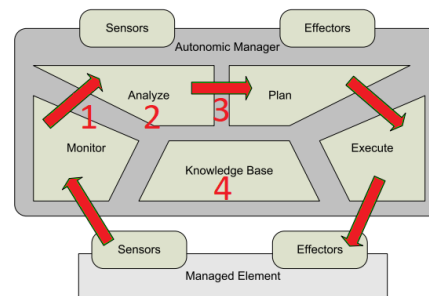 Sensors
Effectors
Autonomic Manager
Analyze
Plan
1
2
3
Monitor
Execute
Knowledge Base
4
Sensors
Effectors
Managed Element